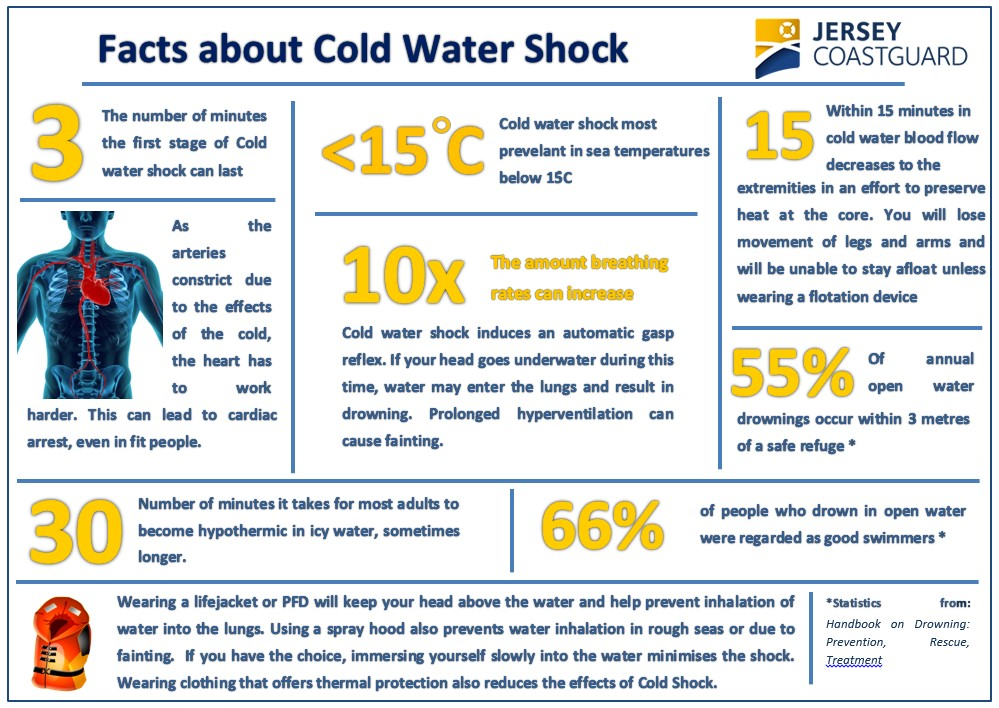 Facts about Cold Water Shock
JERSEY
COASTGUARD
3
The number of minutes
the first stage of Cold
water shock can last
As the
arteries
constrict due
to the effects
of the cold,
the heart has
to work
harder. This can lead to cardiac
arrest, even in fit people.
<15°C
Cold water shock most
prevelant in sea temperatures
below 15C
10x
The amount breathing
rates can increase
Cold water shock induces an automatic gasp
reflex. If your head goes underwater during this
time, water may enter the lungs and result in
drowning. Prolonged hyperventilation can
cause fainting.
15
Within 15 minutes in
cold water blood flow
decreases to the
extremities in an effort to preserve
heat at the core. You will lose
movement of legs and arms and
will be unable to stay afloat unless
wearing a flotation device
55%
Of annual
open water
drownings occur within 3 metres
of a safe refuge *
30
Number of minutes it takes for most adults to
become hypothermic in icy water, sometimes
longer.
66%
of people who drown in open water
were regarded as good swimmers *
Wearing a lifejacket or PFD will keep your head above the water and help prevent inhalation of
water into the lungs. Using a spray hood also prevents water inhalation in rough seas or due to
fainting. If you have the choice, immersing yourself slowly into the water minimises the shock.
Wearing clothing that offers thermal protection also reduces the effects of Cold Shock.
*Statistics from:
Handbook on Drowning:
Prevention, Rescue,
Treatment